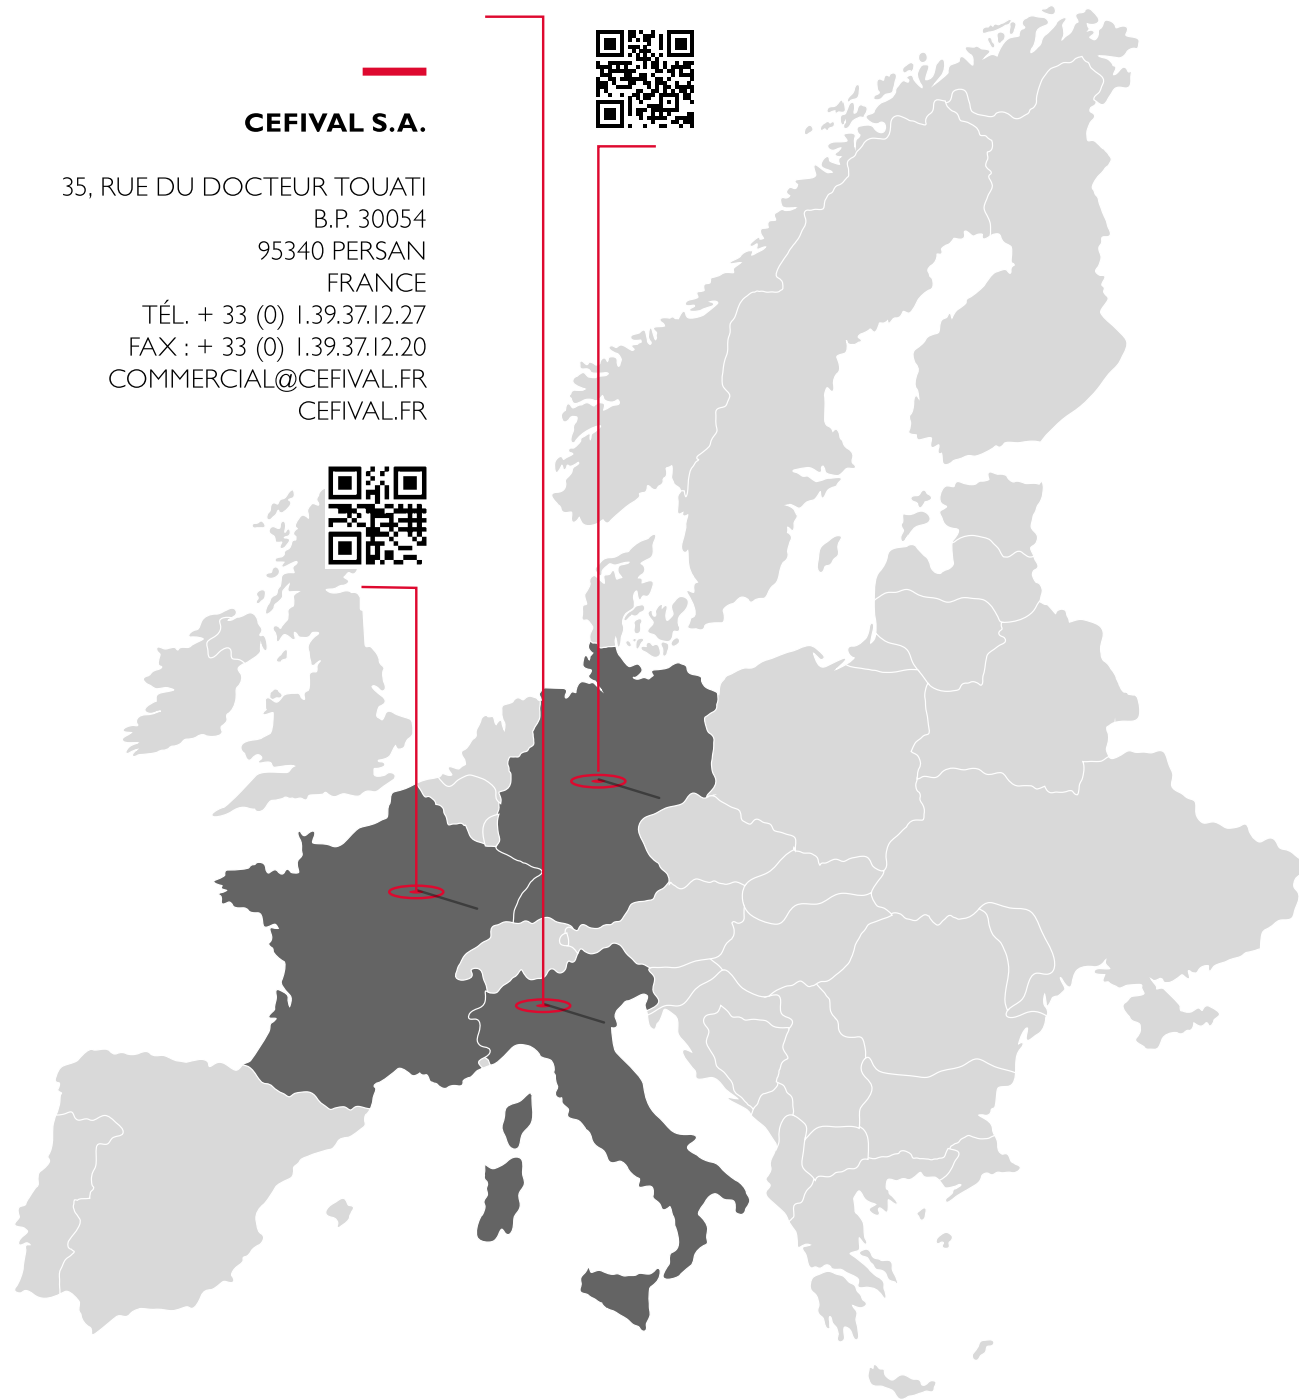 CEFIVAL S.A.
35, RUE DU DOCTEUR TOUATI
B.P. 30054
95340 PERSAN
FRANCE
TÉL. + 33 (0) 1.39.37.12.27
FAX : + 33 (0) 1.39.37.12.20
COMMERCIAL@CEFIVAL.FR
CEFIVAL.FR